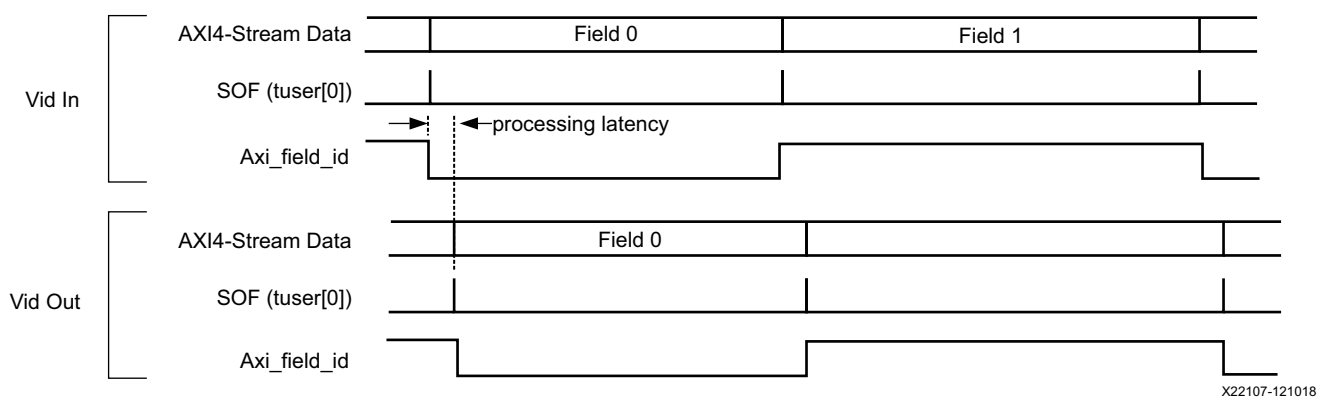 AXI4-Stream Data Field 0 Field 1
SOF (tuser[0])
Vid In
processing latency
Axi_field_id
AXI4-Stream Data Field 0
SOF (tuser[0])
Vid Out
Axi_field_id
X22107-121018